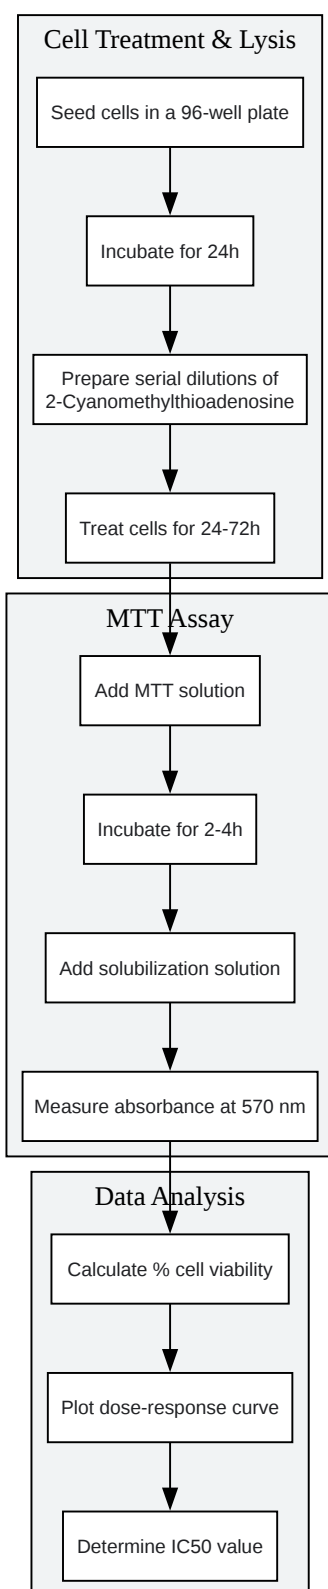 Cell Treatment & Lysis
Seed cells in a 96-well plate
Incubate for 24h
Prepare serial dilutions of
2-Cyanomethylthioadenosine
Treat cells for 24-72h
MTT Assay
Add MTT solution
Incubate for 2-4h
Add solubilization solution
Measure absorbance at 570 nm
Data Analysis
Calculate % cell viability
Plot dose-response curve
Determine IC50 value